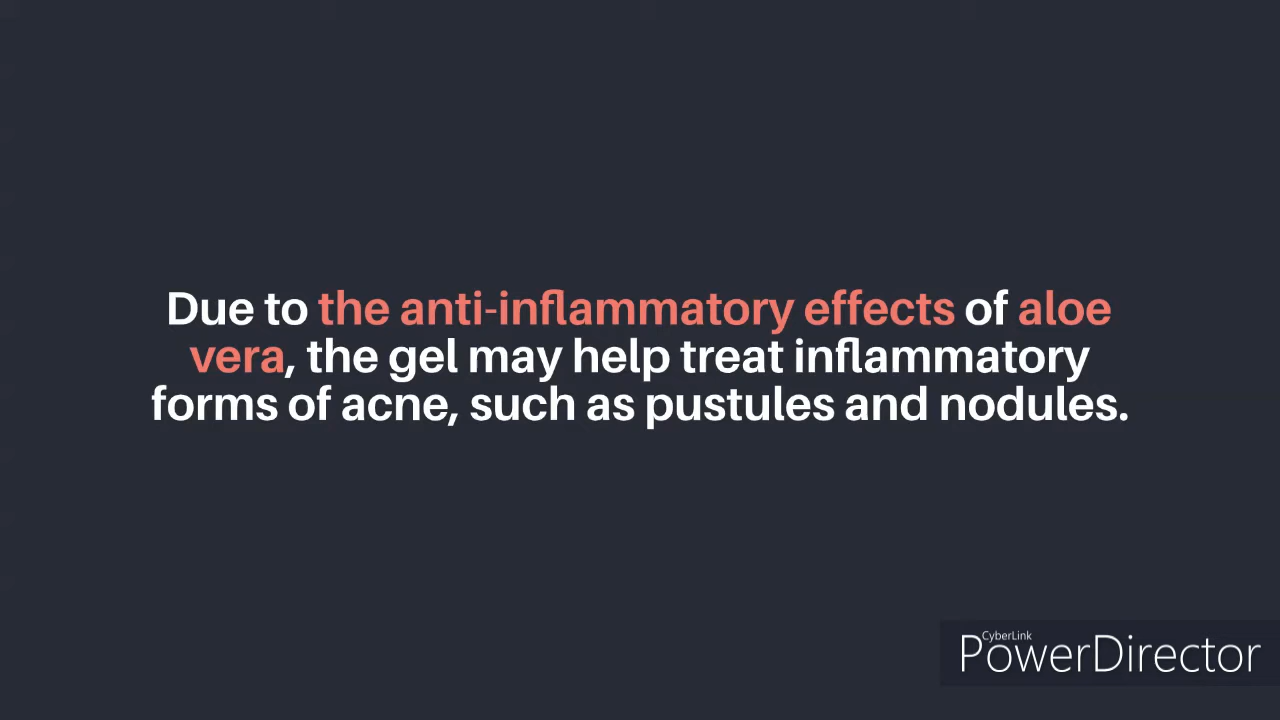 Due to the anti-inflammatory effects of aloe
vera, the gel may help treat inflammatory
forms of acne, such as pustules and nodules.
CyberLink
PowerDirector